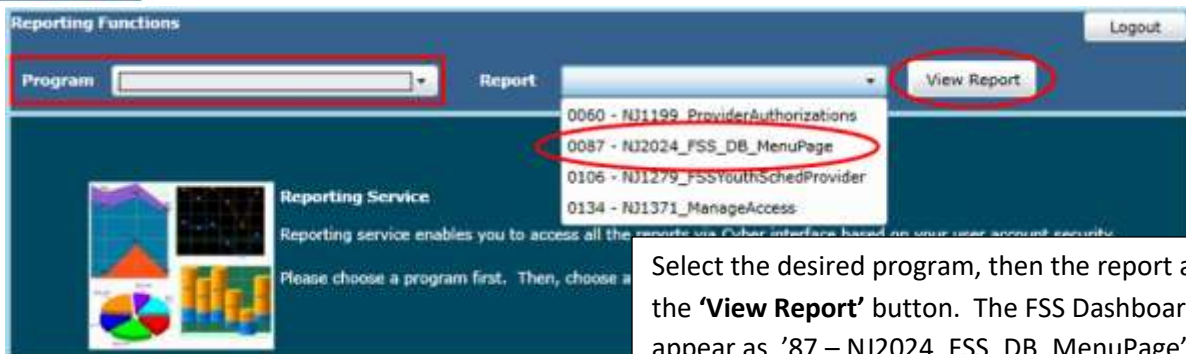 Reporting Functions
Logout
Program
Report
View Report
0060 - NJ1199_ProviderAuthorizations
0087 - NJ2024_FSS_DB_MenuPage
0106 - NJ1279_FSSYouthSchedProvider
0134 - NJ1371_ManageAccess
Reporting Service
Reporting service enables you to access all the reports via Cyber interface based on your user account security.
Please choose a program first. Then, choose a
Select the desired program, then the report a
the ‘View Report’ button. The FSS Dashboar
appear as ’87 – NJ2024_FSS_DB_MenuPage’